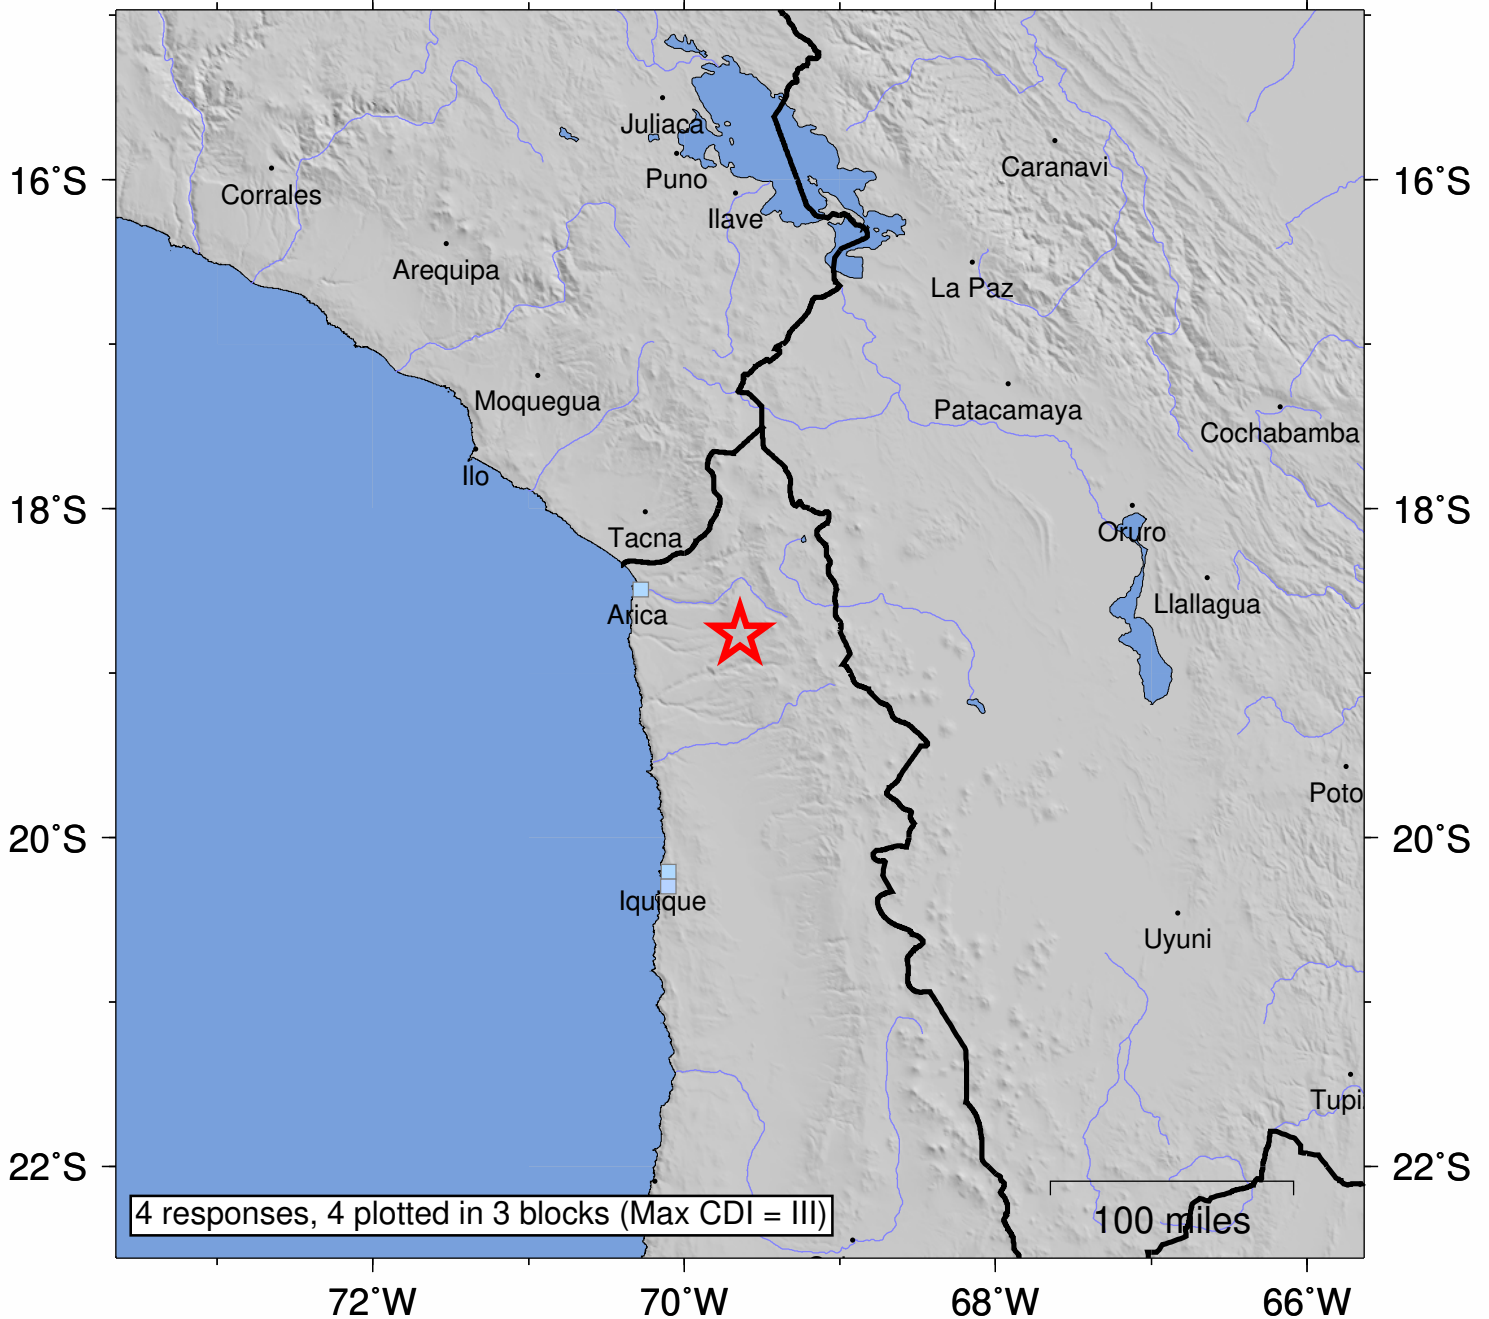 Juliaca
Caranavi
16°S
16°S
Puno
Corrales
Ilave
Arequipa
La Paz
Moquegua
Patacamaya
Cochabamba
Ilo
18°S
18°S
Oruro
Tacna
Llallagua
Arica
Poto
20°S
20°S
Iquique
Uyuni
Tupi
22°S
22°S
4 responses, 4 plotted in 3 blocks (Max CDI = III)
100 miles
72°W
70°W
68°W
66°W